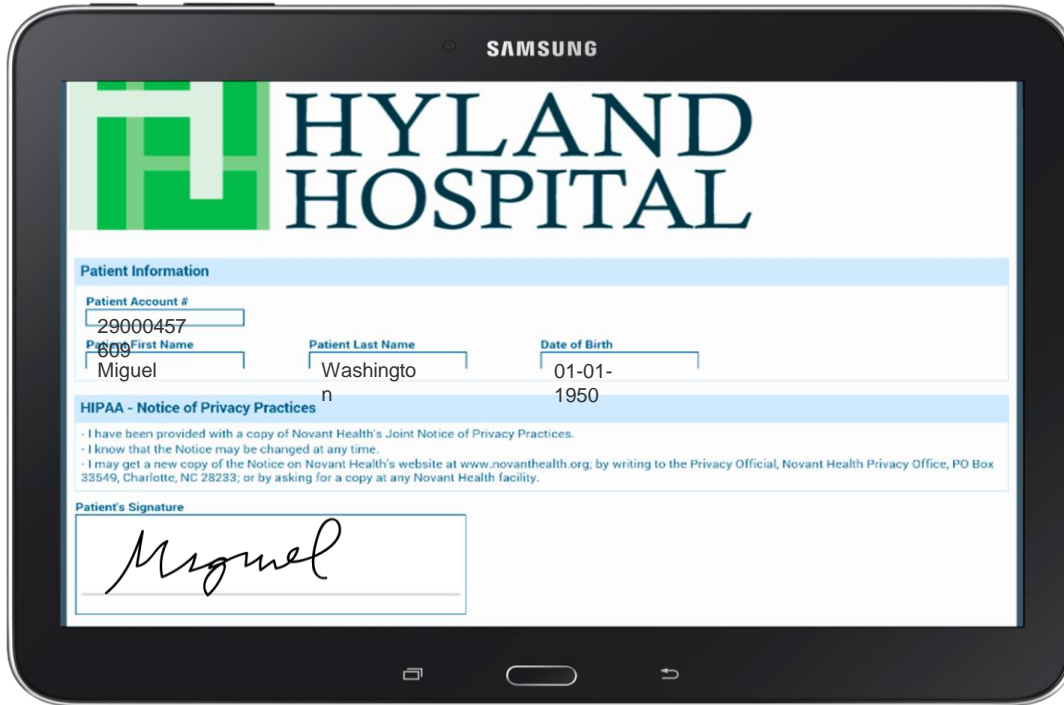 SAMSUNG
HYLAND
HOSPITAL
Patient Information
Patient Account #
29000457
609
Patient First Name
Patient Last Name
Date of Birth
Miguel
Washingto
n
01-01-
1950
HIPAA - Notice of Privacy Practices
- I have been provided with a copy of Novant Health's Joint Notice of Privacy Practices.
- I know that the Notice may be changed at any time.
- I may get a new copy of the Notice on Novant Health's website at www.novanthealth.org; by writing to the Privacy Official, Novant Health Privacy Office, PO Box
33549, Charlotte, NC 28233; or by asking for a copy at any Novant Health facility.
Patient's Signature
Miguel